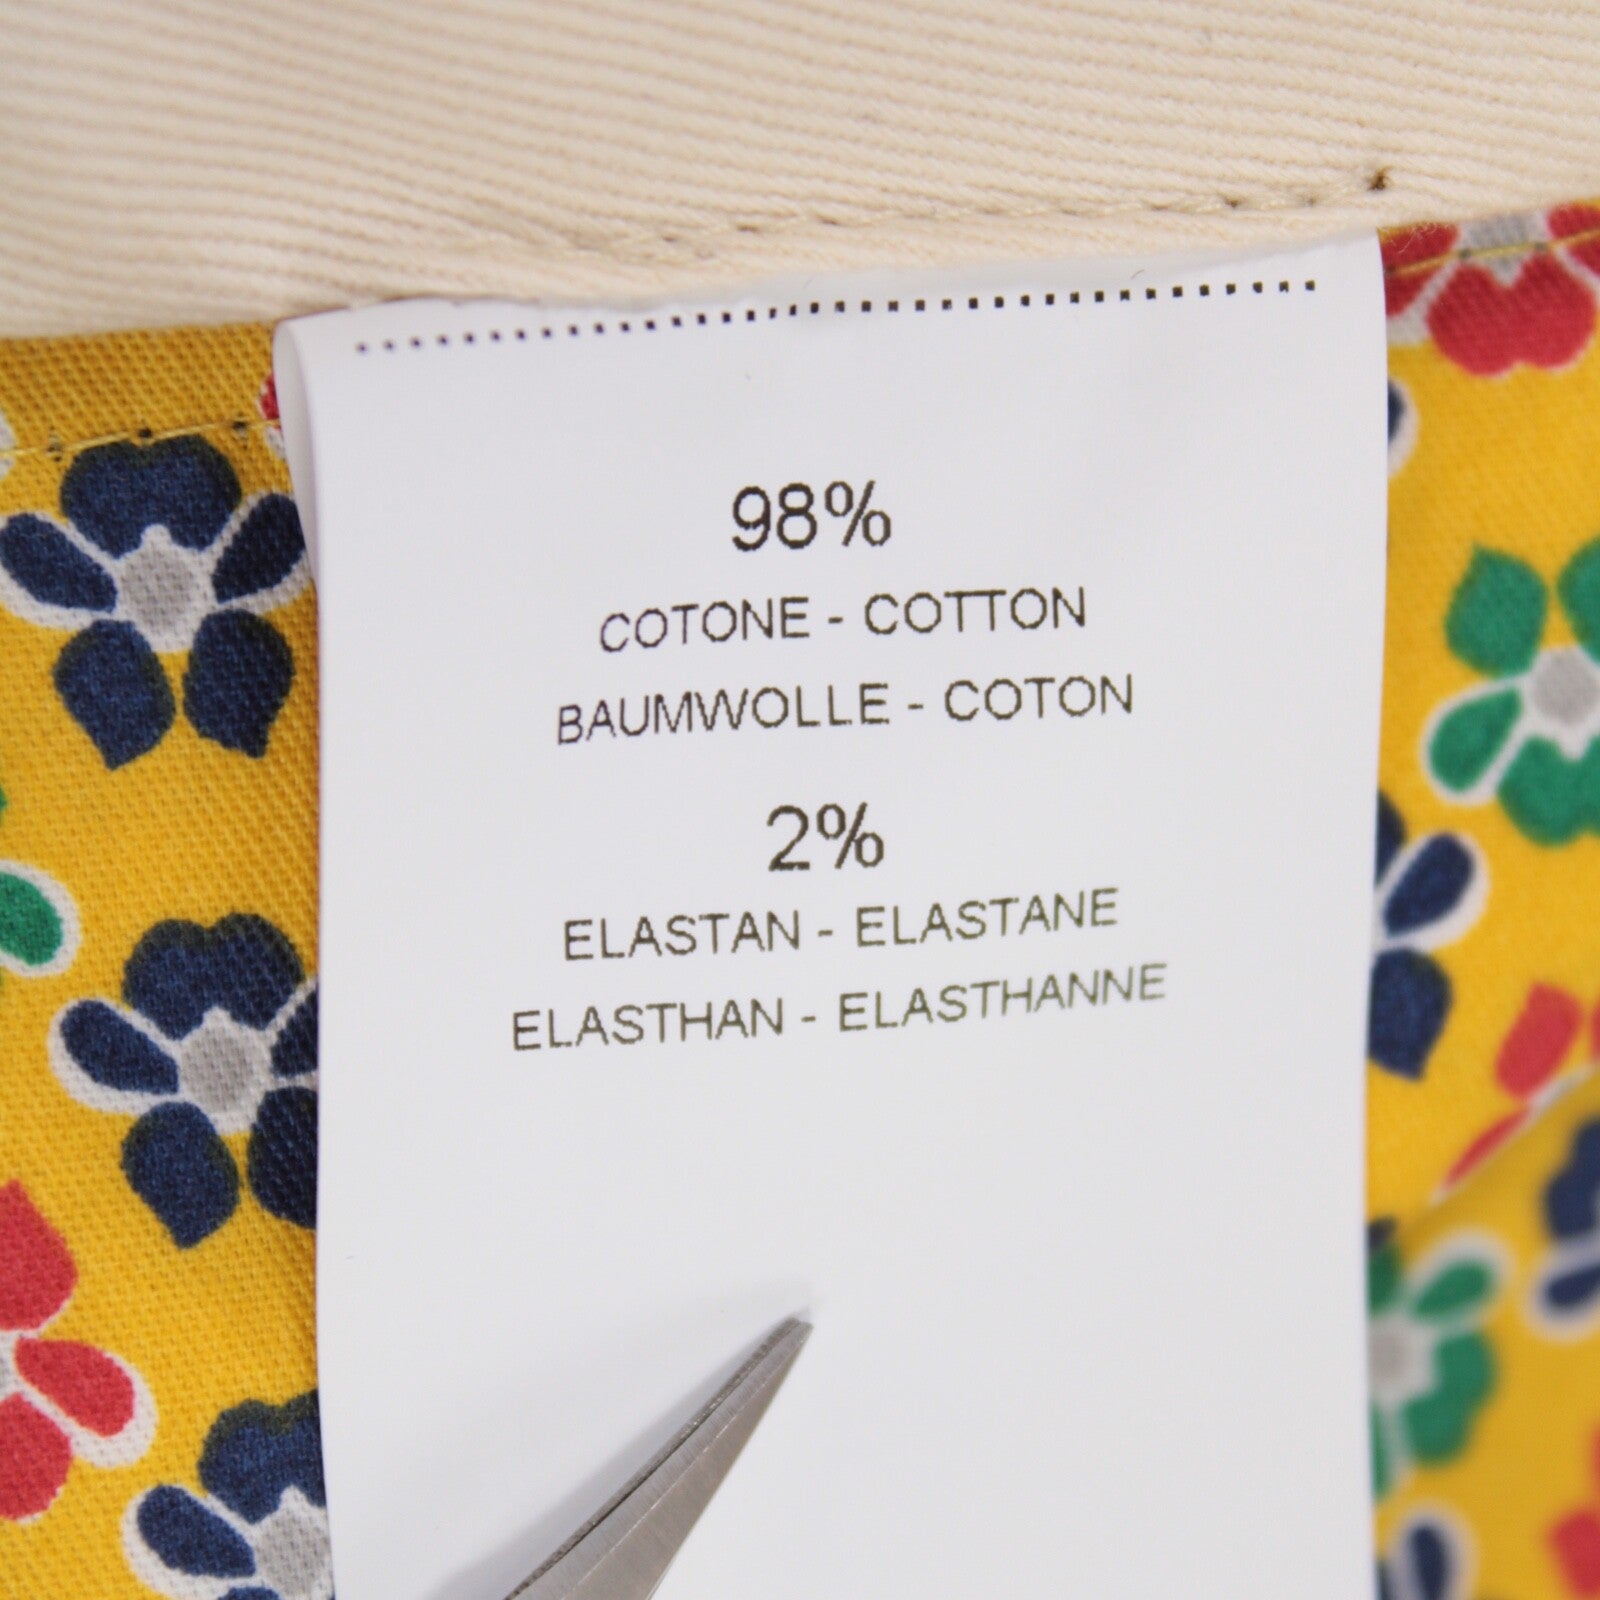 98%
COTONE - COTTON
BAUMWOLLE - COTON
2%
ELASTAN - ELASTANE
ELASTHAN - ELASTHANNE